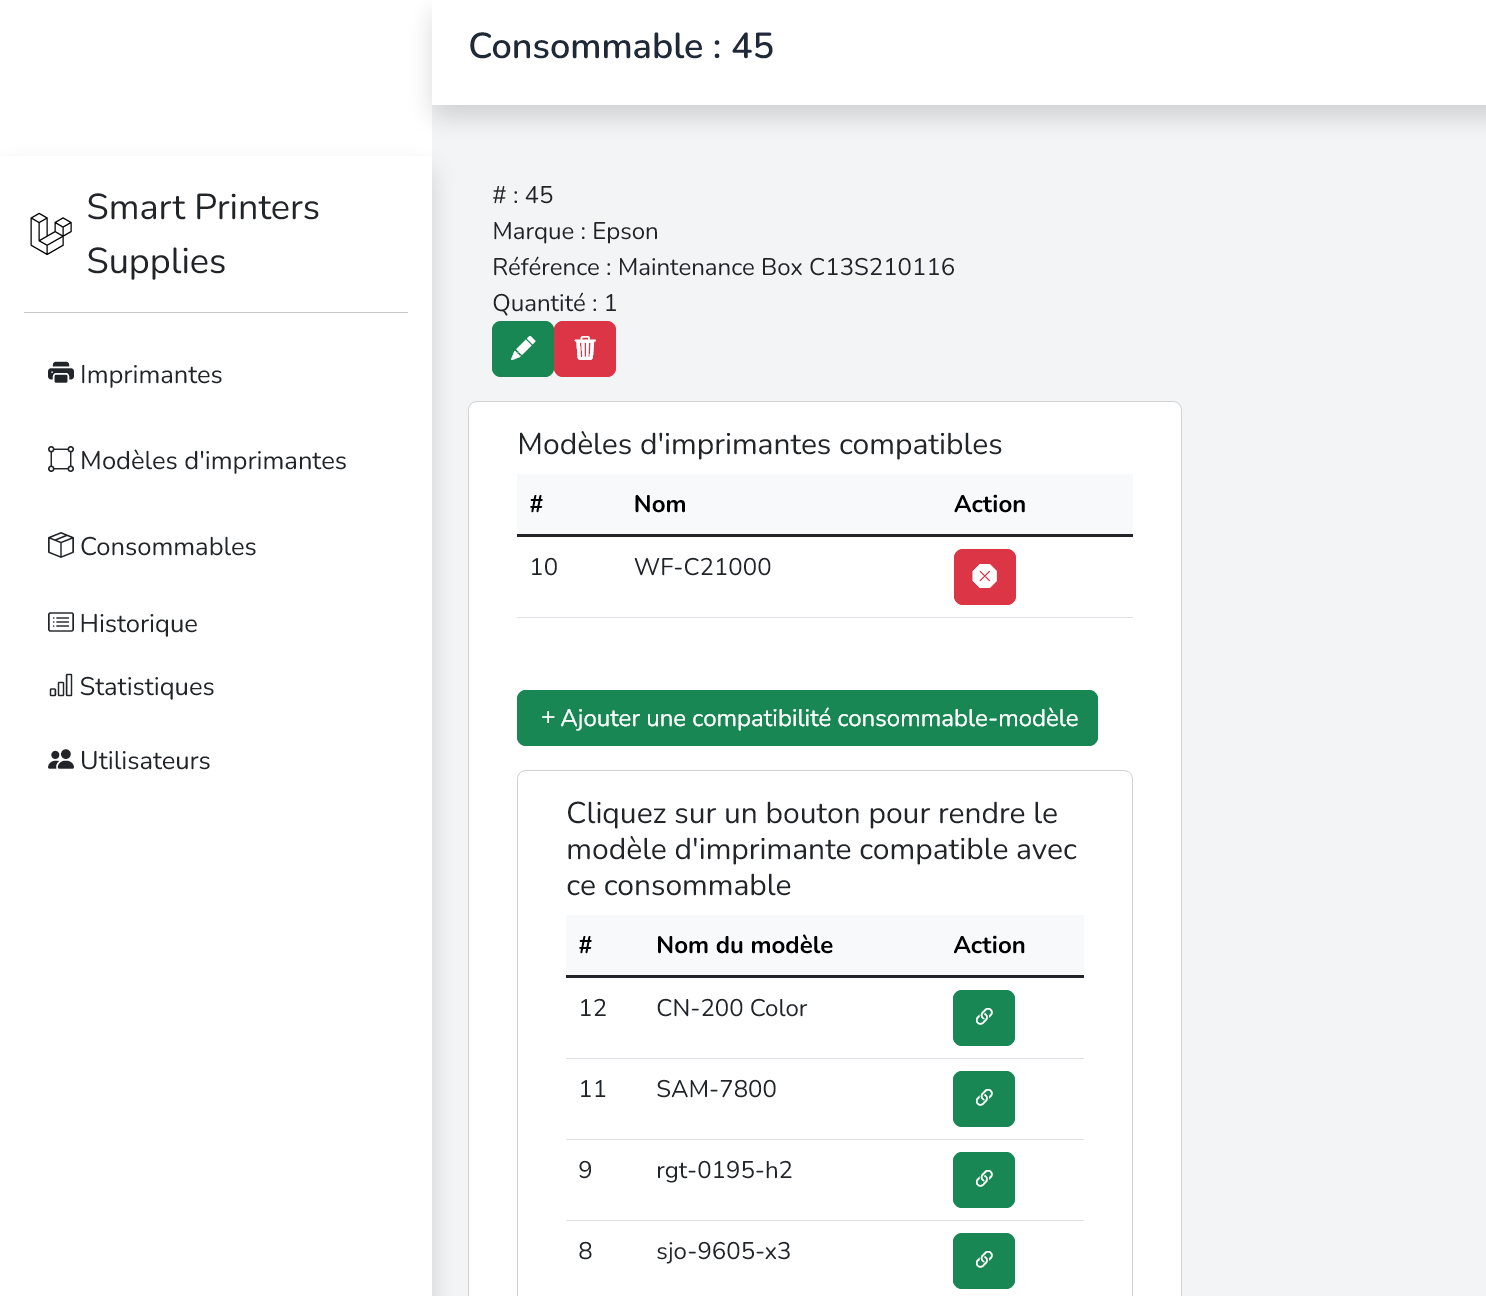 Consommable : 45
Smart Printers
Supplies
Imprimantes
Modèles d'imprimantes
Consommables
Historique
Statistiques
Utilisateurs
# : 45
Marque : Epson
Référence : Maintenance Box C13S210116
Quantité : 1
Modèles d'imprimantes compatibles
# Nom Action
10 WF-C21000
+ Ajouter une compatibilité consommable-modèle
Cliquez sur un bouton pour rendre le
modèle d'imprimante compatible avec
ce consommable
# Nom du modèle Action
12 CN-200 Color
11 SAM-7800
9 rgt-0195-h2
8 sjo-9605-x3